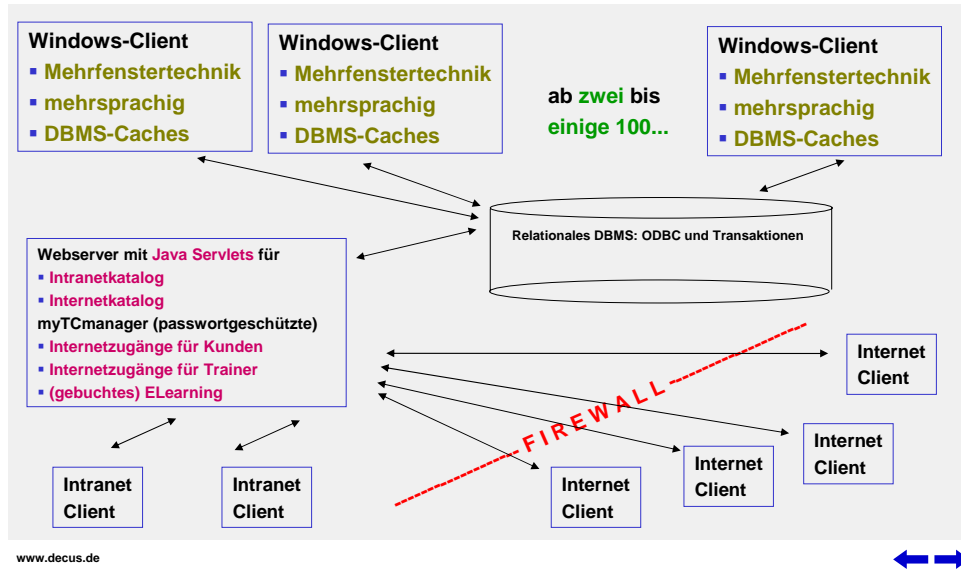 Windows-Client
▪ Mehrfenstertechnik
▪ mehrsprachig
▪ DBMS-Caches
Windows-Client
▪ Mehrfenstertechnik
▪ mehrsprachig
▪ DBMS-Caches
ab zwei bis
einige 100...
Windows-Client
▪ Mehrfenstertechnik
▪ mehrsprachig
▪ DBMS-Caches
Relationales DBMS: ODBC und Transaktionen
Webserver mit Java Servlets für
▪ Intranetkatalog
▪ Internetkatalog
myTCmanager (passwortgeschützte)
▪ Internetzugänge für Kunden
▪ Internetzugänge für Trainer
▪ (gebuchtes) ELearning
FIREWALL
Internet
Client
Internet
Client
Internet
Client
Internet
Client
Intranet
Client
Intranet
Client
www.decus.de